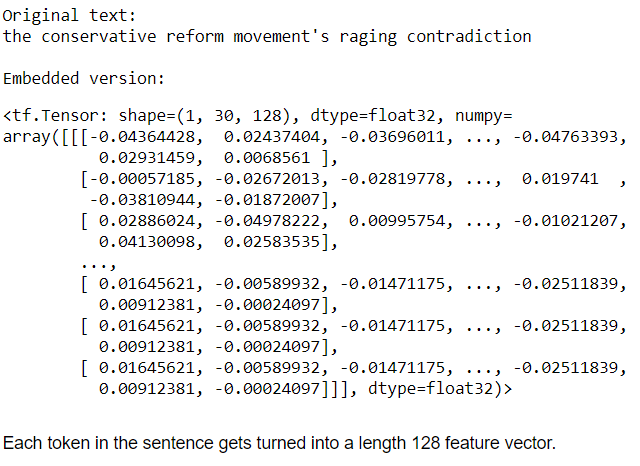 Original text:
the conservative reform movement's raging contradiction
Embedded version:
<tf.Tensor: shape=(1, 30, 128), dtype=float32, numpy=
array([[[-0.04364428,  0.02437404, -0.03696011, ..., -0.04763393,
          0.02931459,  0.0068561 ],
        [-0.00057185, -0.02672013, -0.02819778, ...,  0.019741  ,
         -0.03810944, -0.01872007],
        [ 0.02886024, -0.04978222,  0.00995754, ..., -0.01021207,
          0.04130098,  0.02583535],
        ...,
        [ 0.01645621, -0.00589932, -0.01471175, ..., -0.02511839,
          0.00912381, -0.00024097],
        [ 0.01645621, -0.00589932, -0.01471175, ..., -0.02511839,
          0.00912381, -0.00024097],
        [ 0.01645621, -0.00589932, -0.01471175, ..., -0.02511839,
          0.00912381, -0.00024097]]], dtype=float32)>
Each token in the sentence gets turned into a length 128 feature vector.